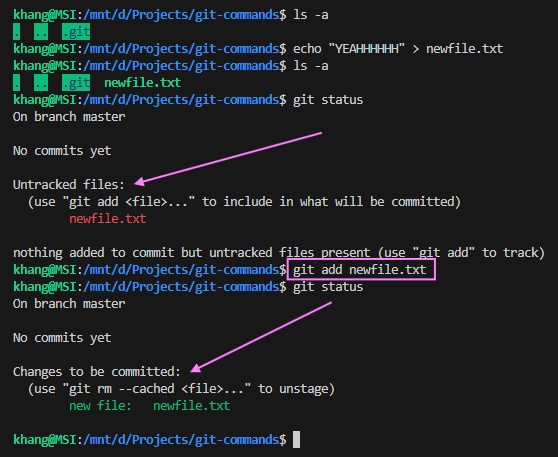 khang@MSI:/mnt/d/Projects/git-commands$ ls -a
. .. .git
khang@MSI:/mnt/d/Projects/git-commands$ echo "YEAHHHHHH" > newfile.txt
khang@MSI:/mnt/d/Projects/git-commands$ ls -a
. .. .git newfile.txt
khang@MSI:/mnt/d/Projects/git-commands$ git status
On branch master
No commits yet
Untracked files:
(use "git add <file>..." to include in what will be committed)
newfile.txt
nothing added to commit but untracked files present (use "git add" to track)
khang@MSI:/mnt/d/Projects/git-commands$ git add newfile.txt
khang@MSI:/mnt/d/Projects/git-commands$ git status
On branch master
No commits yet
Changes to be committed:
(use "git rm --cached <file>..." to unstage)
new file: newfile.txt
khang@MSI:/mnt/d/Projects/git-commands$